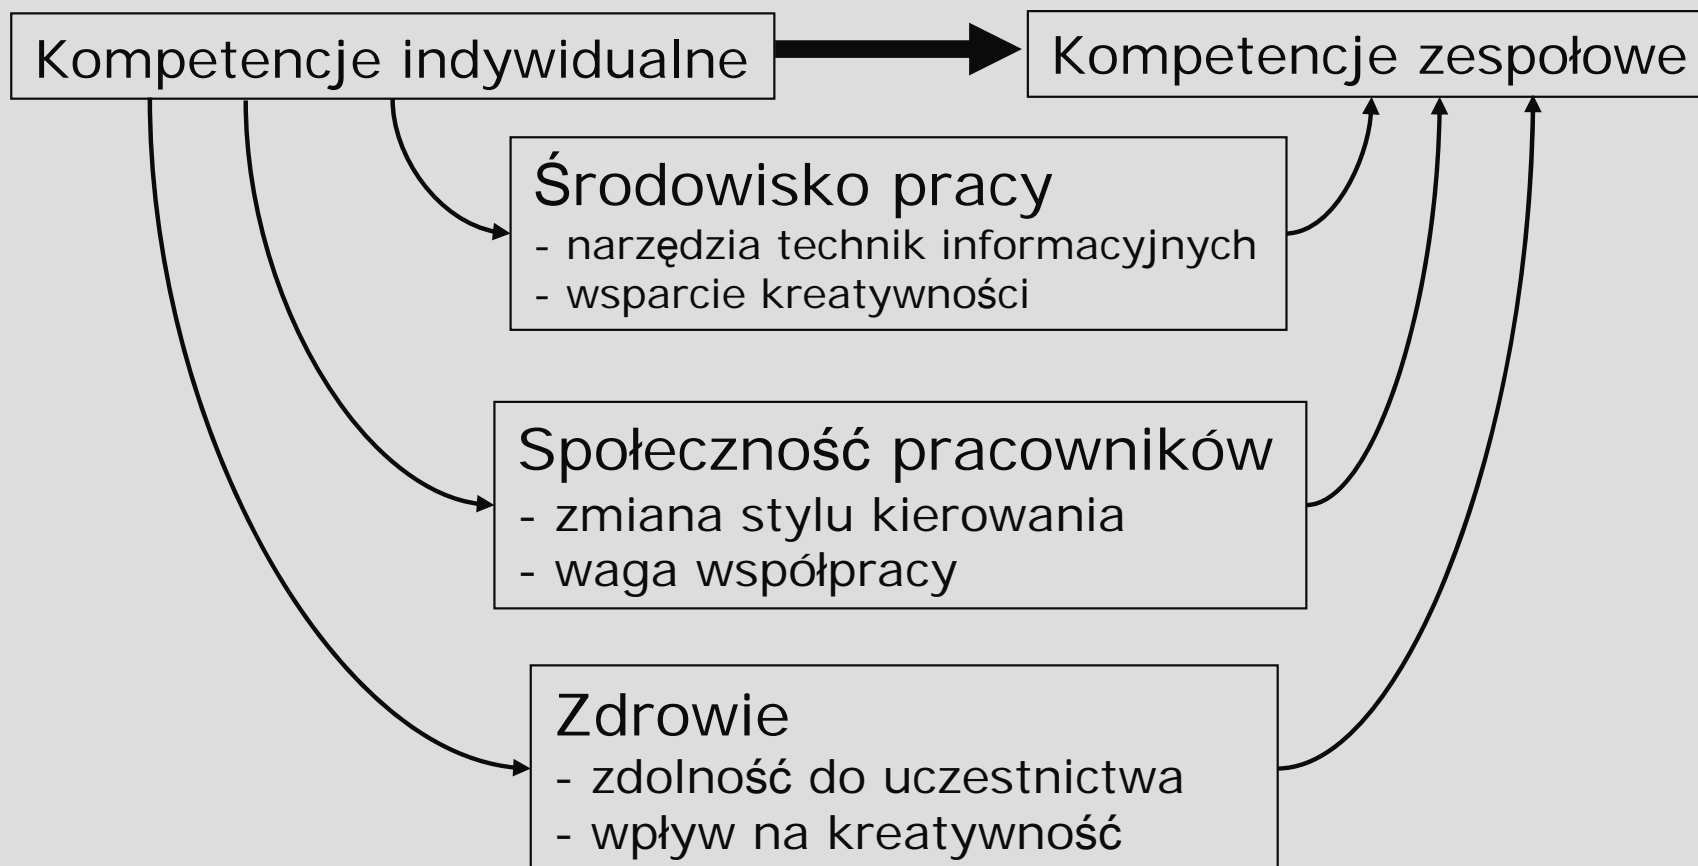 Kompetencje indywidualne
Kompetencje zespołowe
Środowisko pracy
- narzędzia technik informacyjnych
- wsparcie kreatywności
Społeczność pracowników
- zmiana stylu kierowania
- waga współpracy
Zdrowie
- zdolność do uczestnictwa
- wpływ na kreatywność